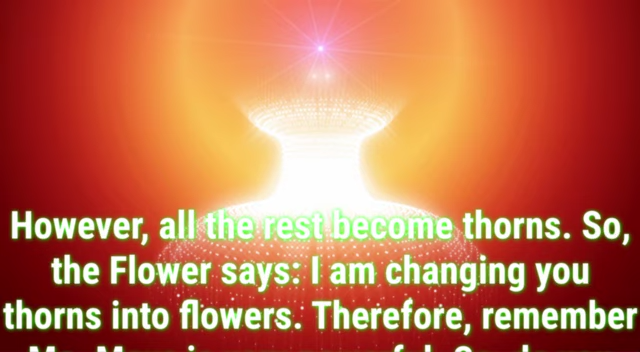 However, all the rest become thorns. So,
the Flower says: I am changing you
thorns into flowers. Therefore, remember